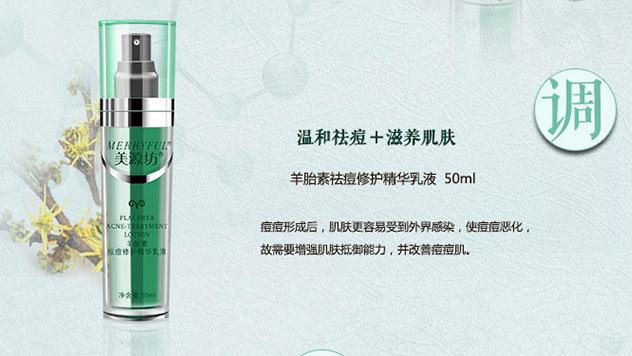 调
温和祛痘＋滋养肌肤
羊胎素祛痘修护精华乳液 50ml
痘痘形成后，肌肤更容易受到外界感染，使痘痘恶化，
故需要增强肌肤抵御能力，并改善痘痘肌。
MERRYFUL®
美源坊®
PLACENTA
ACNE-TREATMENT
LOTION
羊胎素
祛痘修护精华乳液
净含量:50ml